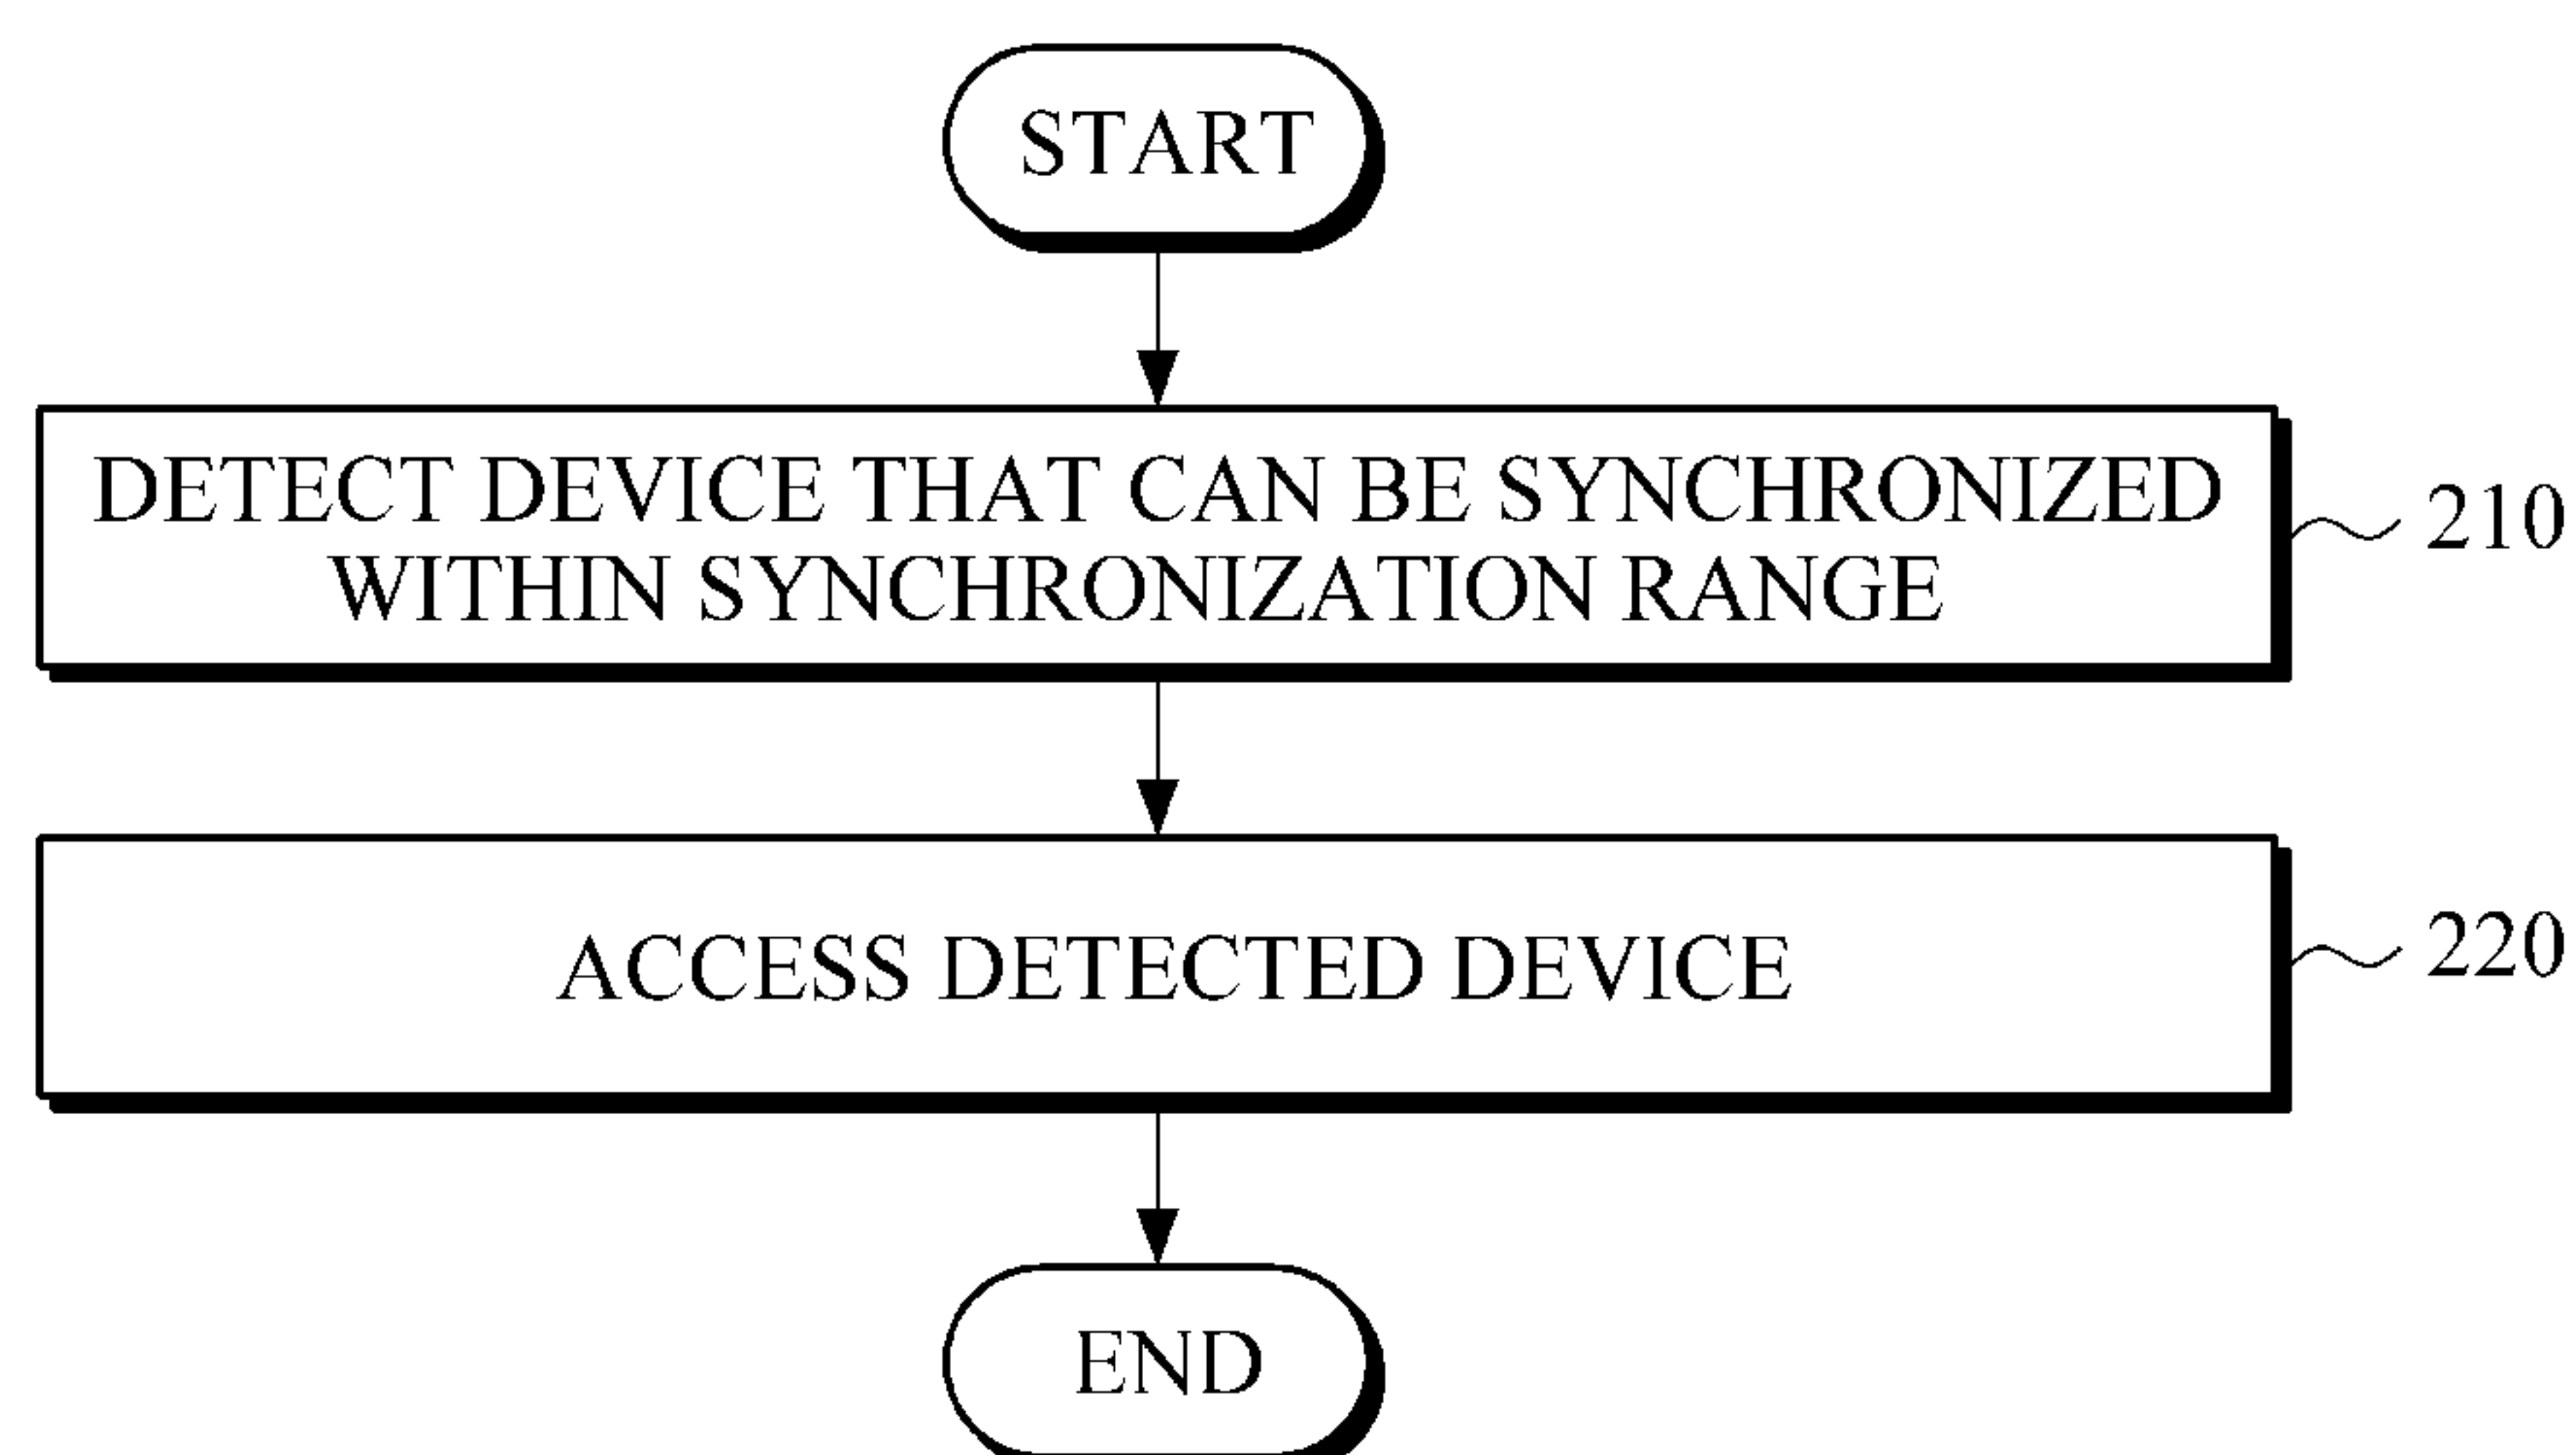 START
DETECT DEVICE THAT CAN BE SYNCHRONIZED
WITHIN SYNCHRONIZATION RANGE
210
ACCESS DETECTED DEVICE
220
END